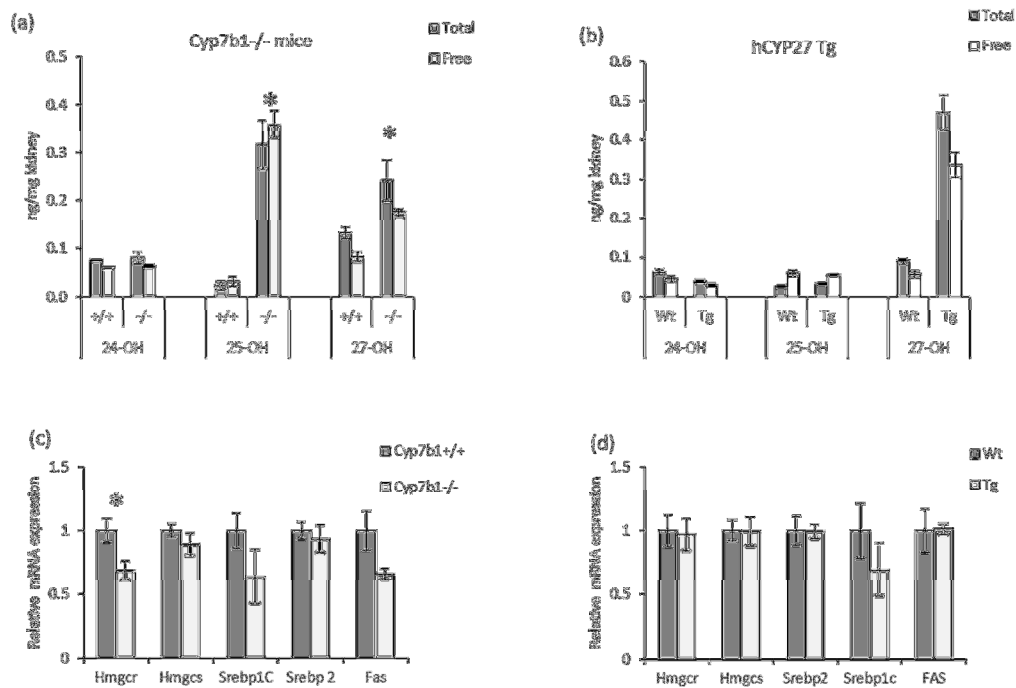 (a)
Cyp7b1-/- mice
Total
Free
ng/mg kidney
0.5
0.4
0.3
0.2
0.1
0.0
*
*
+/+ -/- +/+ -/- +/+ -/-
24-OH 25-OH 27-OH
(b)
hCYP27 Tg
Total
Free
ng/mg kidney
0.6
0.5
0.4
0.3
0.2
0.1
0
Wt Tg Wt Tg Wt Tg
24-OH 25-OH 27-OH
(c)
Cyp7b1+/+
Cyp7b1-/-
Relative mRNA expression
1.5
1
0.5
0
*
Hmgcr Hmgcs Srebp1C Srebp 2 Fas
(d)
Wt
Tg
Relative mRNA expression
1.5
1
0.5
0
Hmgcr Hmgcs Srebp2 Srebp1c FAS